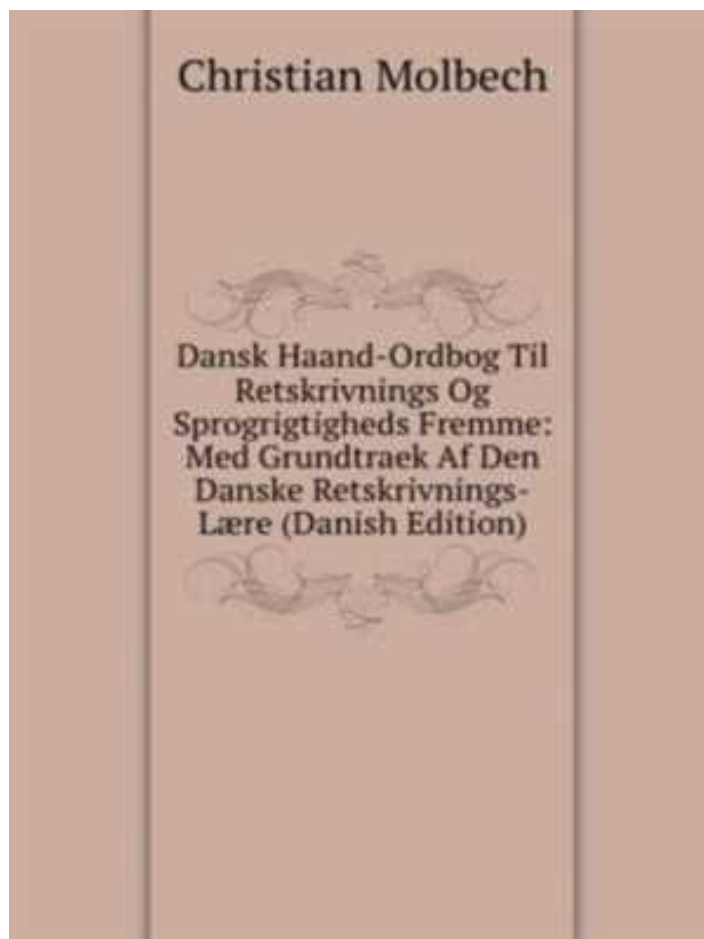 Christian Molbech
Dansk Haand-Ordbog Til
Retskrivnings Og
Sprogrigtigheds Fremme:
Med Grundtraek Af Den
Danske Retskrivnings-
Lære (Danish Edition)